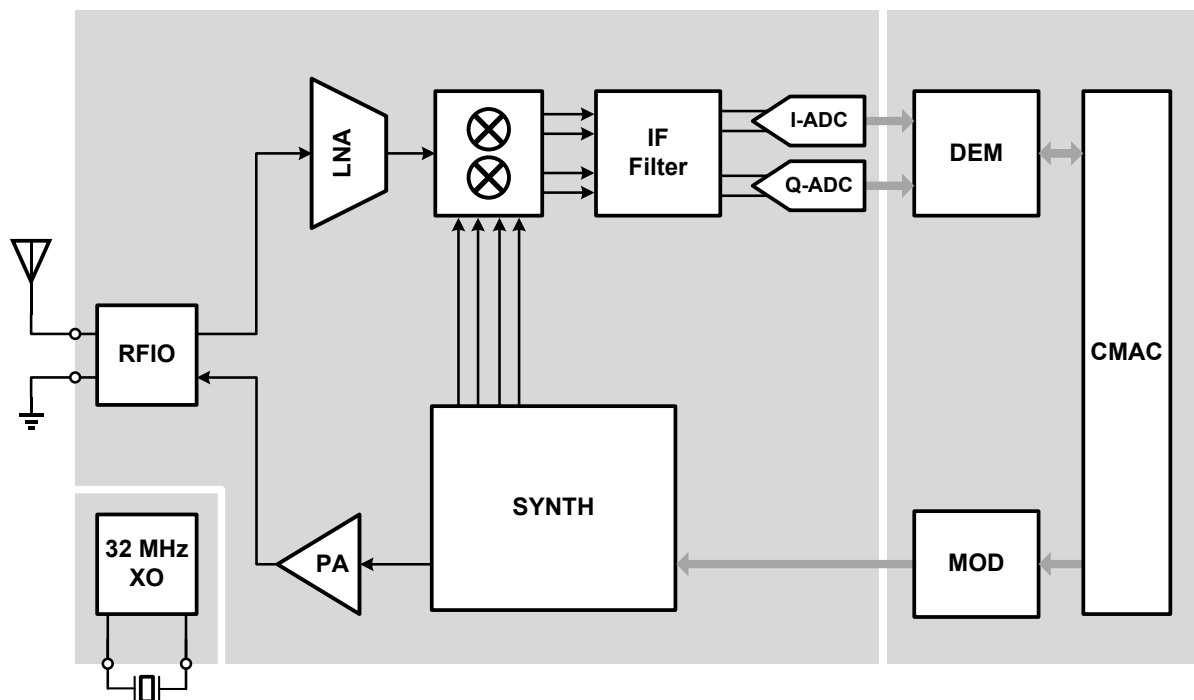 LNA
IF
Filter
I-ADC
Q-ADC
DEM
RFIO
CMAC
SYNTH
32 MHz
XO
PA
MOD